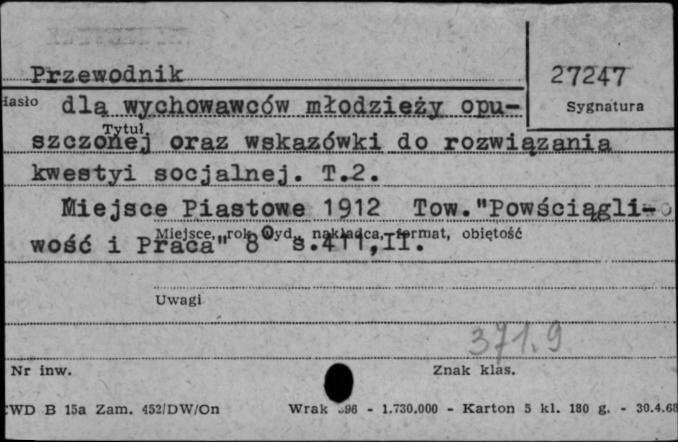 Przewodnik
27247
Hasło
Sygnatura
dla wychowawców młodzieży opu-
Tytuł
szczonej oraz wskazówki do rozwiązania
kwestyi socjalnej. T.2.
Miejsce Piastowe 1912 Tow."Powściągli-
Miejsce, rok wyd., nakładca, format, objętość
wość i Praca" 8° s.411,II.
Uwagi
371.9
Nr inw.
Znak klas.
CWD B 15a Zam. 452/DW/On Wrak - 1.730.000 - Karton 5 kl. 180 g. - 30.4.68